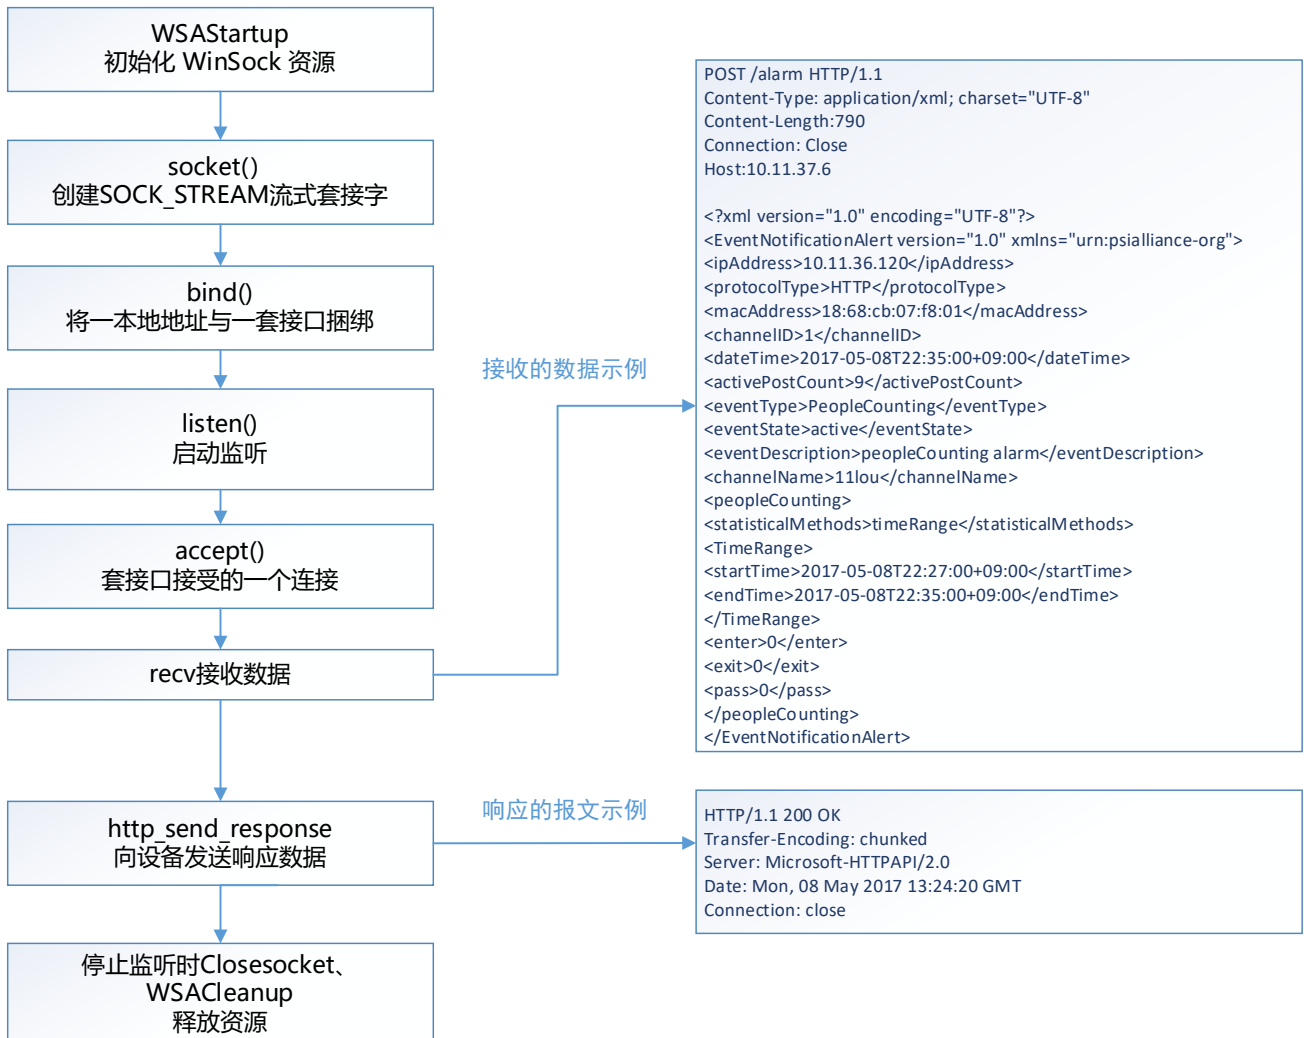 WSAStartup
初始化 WinSock 资源
socket()
创建SOCK_STREAM流式套接字
bind()
将一本地地址与一套接口捆绑
listen()
启动监听
accept()
套接口接受的一个连接
recv接收数据
http_send_response
向设备发送响应数据
停止监听时Closesocket、
WSACleanup
释放资源
接收的数据示例
POST /alarm HTTP/1.1
Content-Type: application/xml; charset="UTF-8"
Content-Length:790
Connection: Close
Host:10.11.37.6
<?xml version="1.0" encoding="UTF-8"?>
<EventNotificationAlert version="1.0" xmlns="urn:psialliance-org">
<ipAddress>10.11.36.120</ipAddress>
<protocolType>HTTP</protocolType>
<macAddress>18:68:cb:07:f8:01</macAddress>
<channelID>1</channelID>
<dateTime>2017-05-08T22:35:00+09:00</dateTime>
<activePostCount>9</activePostCount>
<eventType>PeopleCounting</eventType>
<eventState>active</eventState>
<eventDescription>peopleCounting alarm</eventDescription>
<channelName>11lou</channelName>
<peopleCounting>
<statisticalMethods>timeRange</statisticalMethods>
<TimeRange>
<startTime>2017-05-08T22:27:00+09:00</startTime>
<endTime>2017-05-08T22:35:00+09:00</endTime>
</TimeRange>
<enter>0</enter>
<exit>0</exit>
<pass>0</pass>
</peopleCounting>
</EventNotificationAlert>
响应的报文示例
HTTP/1.1 200 OK
Transfer-Encoding: chunked
Server: Microsoft-HTTPAPI/2.0
Date: Mon, 08 May 2017 13:24:20 GMT
Connection: close